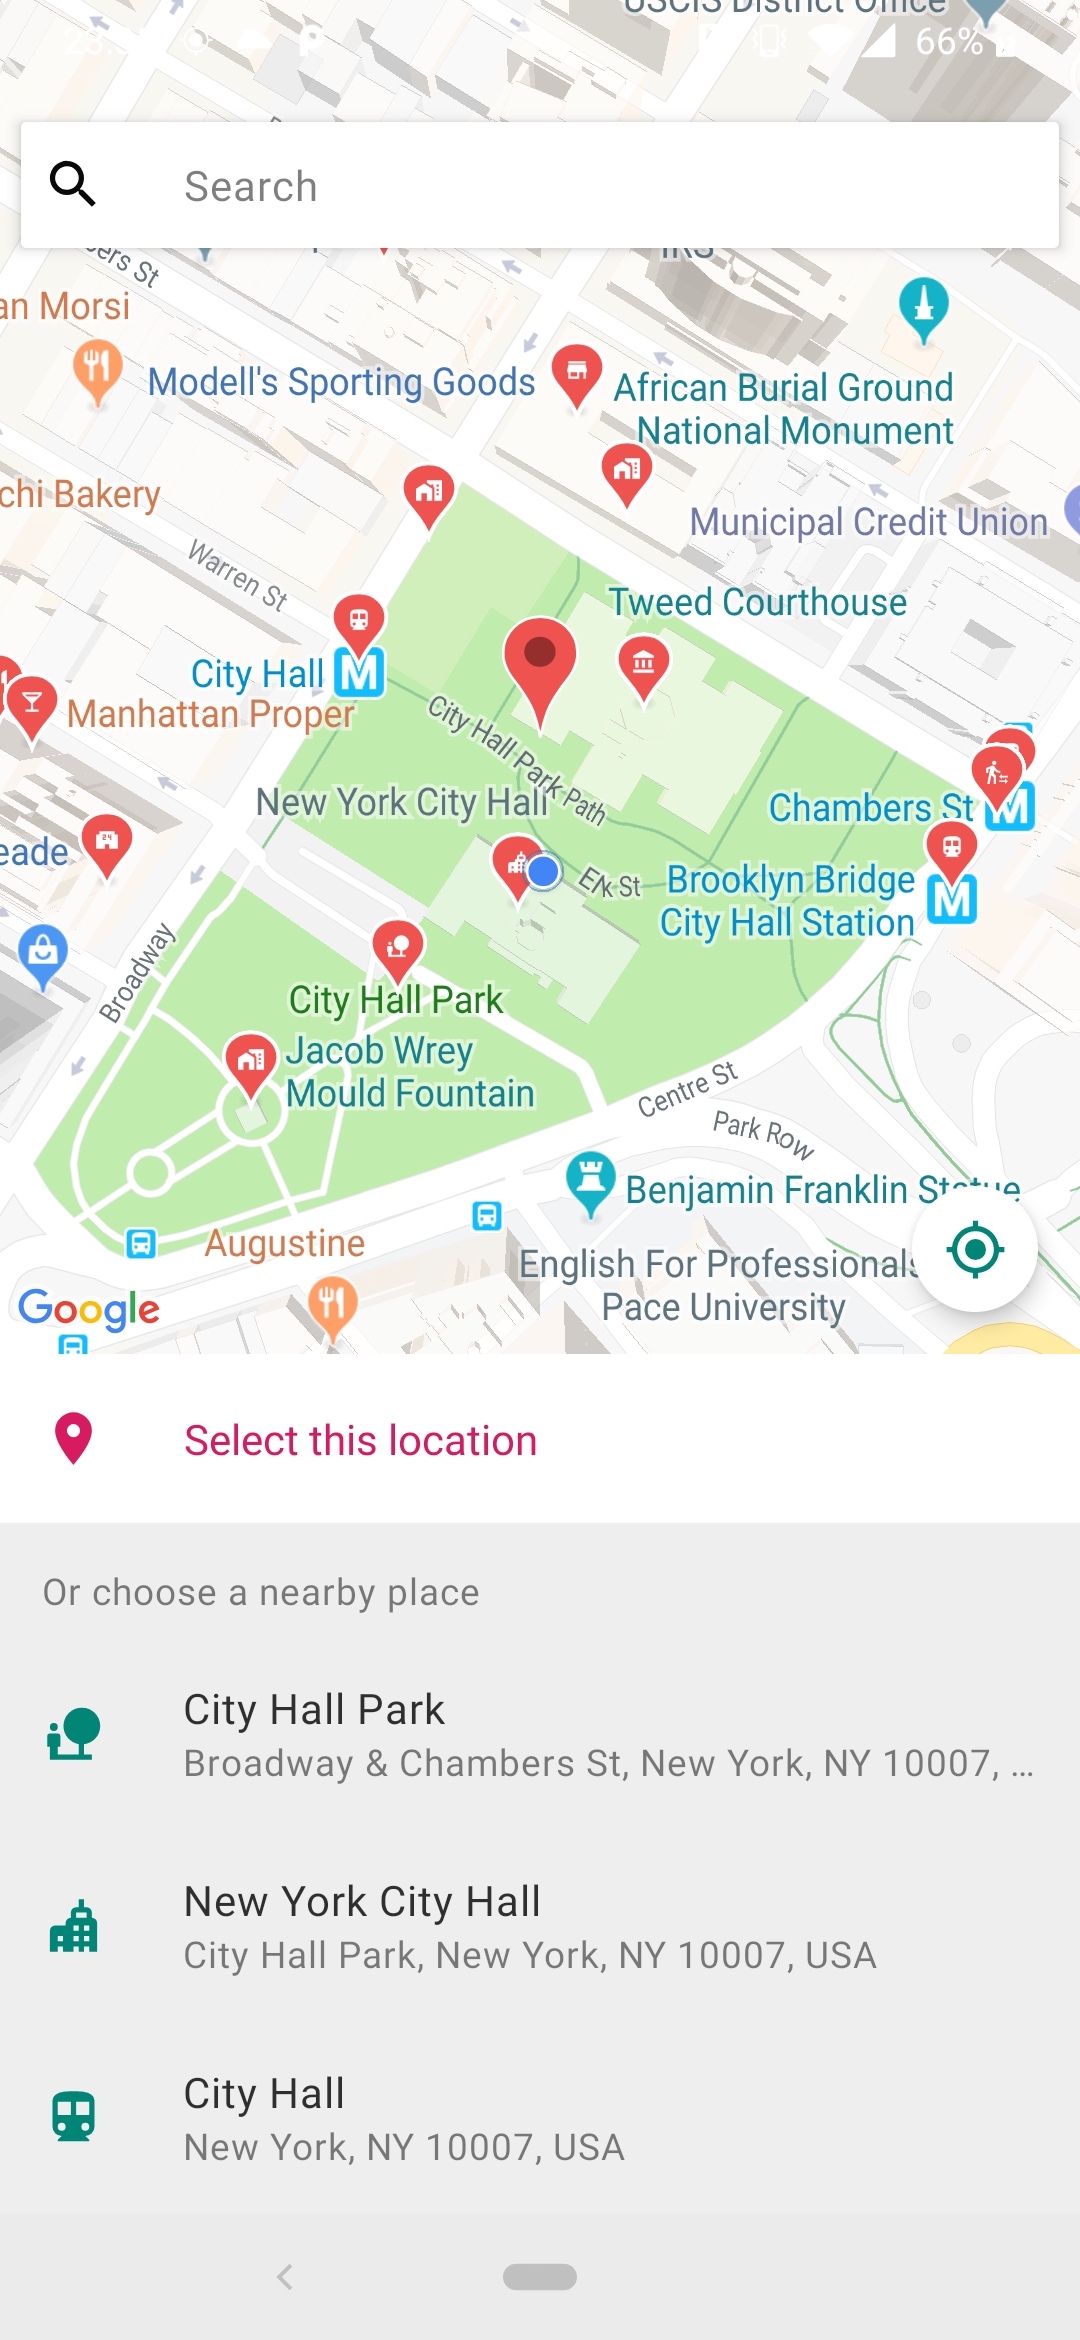 USCIS District Office
66%
Search
IRS
ers St
an Morsi
Modell's Sporting Goods
African Burial Ground
National Monument
chi Bakery
Municipal Credit Union
Warren St
Tweed Courthouse
City Hall
M
Manhattan Proper
City Hall Park Path
New York City Hall
Chambers St
M
eade
24
Elk St
Brooklyn Bridge
City Hall Station
M
Broadway
City Hall Park
Jacob Wrey
Mould Fountain
Centre St
Park Row
Benjamin Franklin Statue
Augustine
English For Professionals
Pace University
Google
Select this location
Or choose a nearby place
City Hall Park
Broadway & Chambers St, New York, NY 10007, ...
New York City Hall
City Hall Park, New York, NY 10007, USA
City Hall
New York, NY 10007, USA